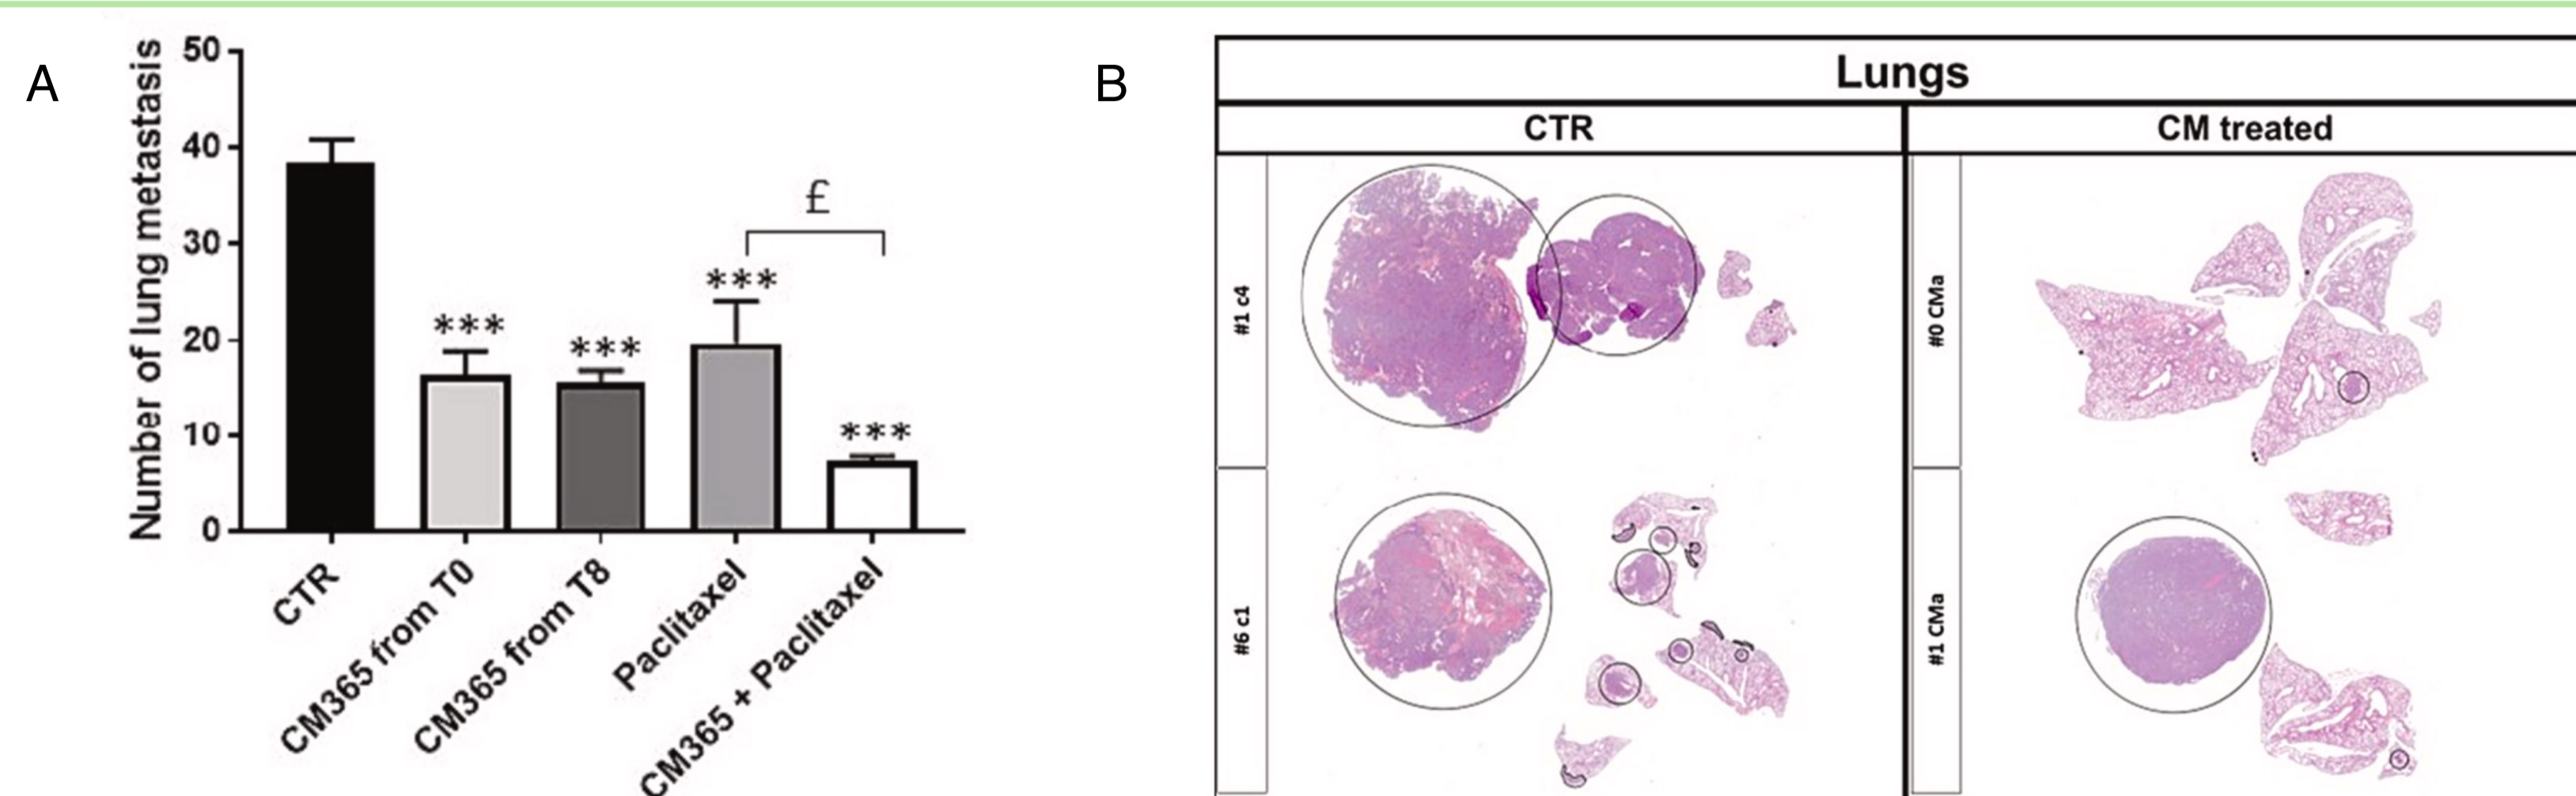 A
Number of lung metastasis
50
40
30
20
10
0
***
***
***
£
***
CTR
CM365 from T0
CM365 from T8
Paclitaxel
CM365 + Paclitaxel
B
Lungs
CTR
CM treated
#1 c4
#0 CMa
#6 c1
#1 CMa